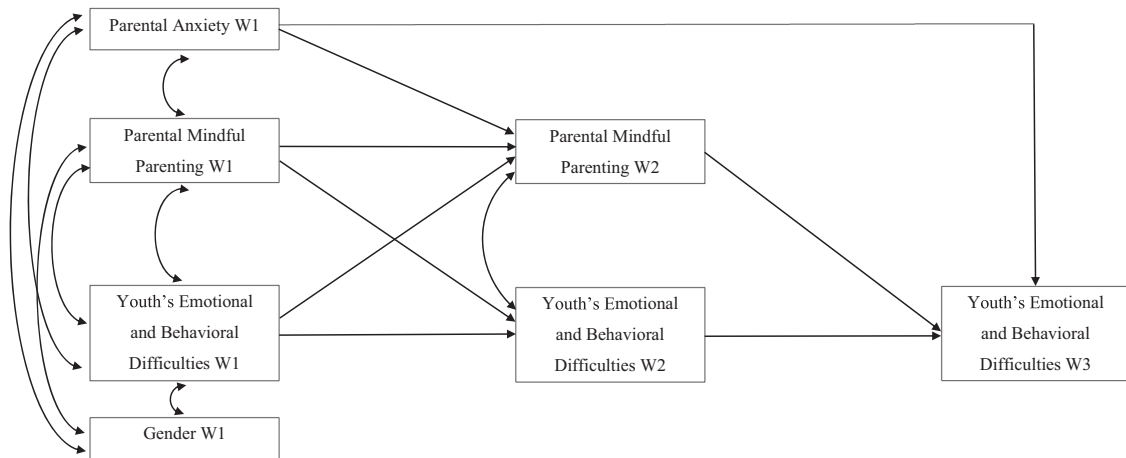 Parental Anxiety W1
Parental Mindful
Parenting W1
Parental Mindful
Parenting W2
Youth’s Emotional
and Behavioral
Difficulties W1
Youth’s Emotional
and Behavioral
Difficulties W2
Youth’s Emotional
and Behavioral
Difficulties W3
Gender W1